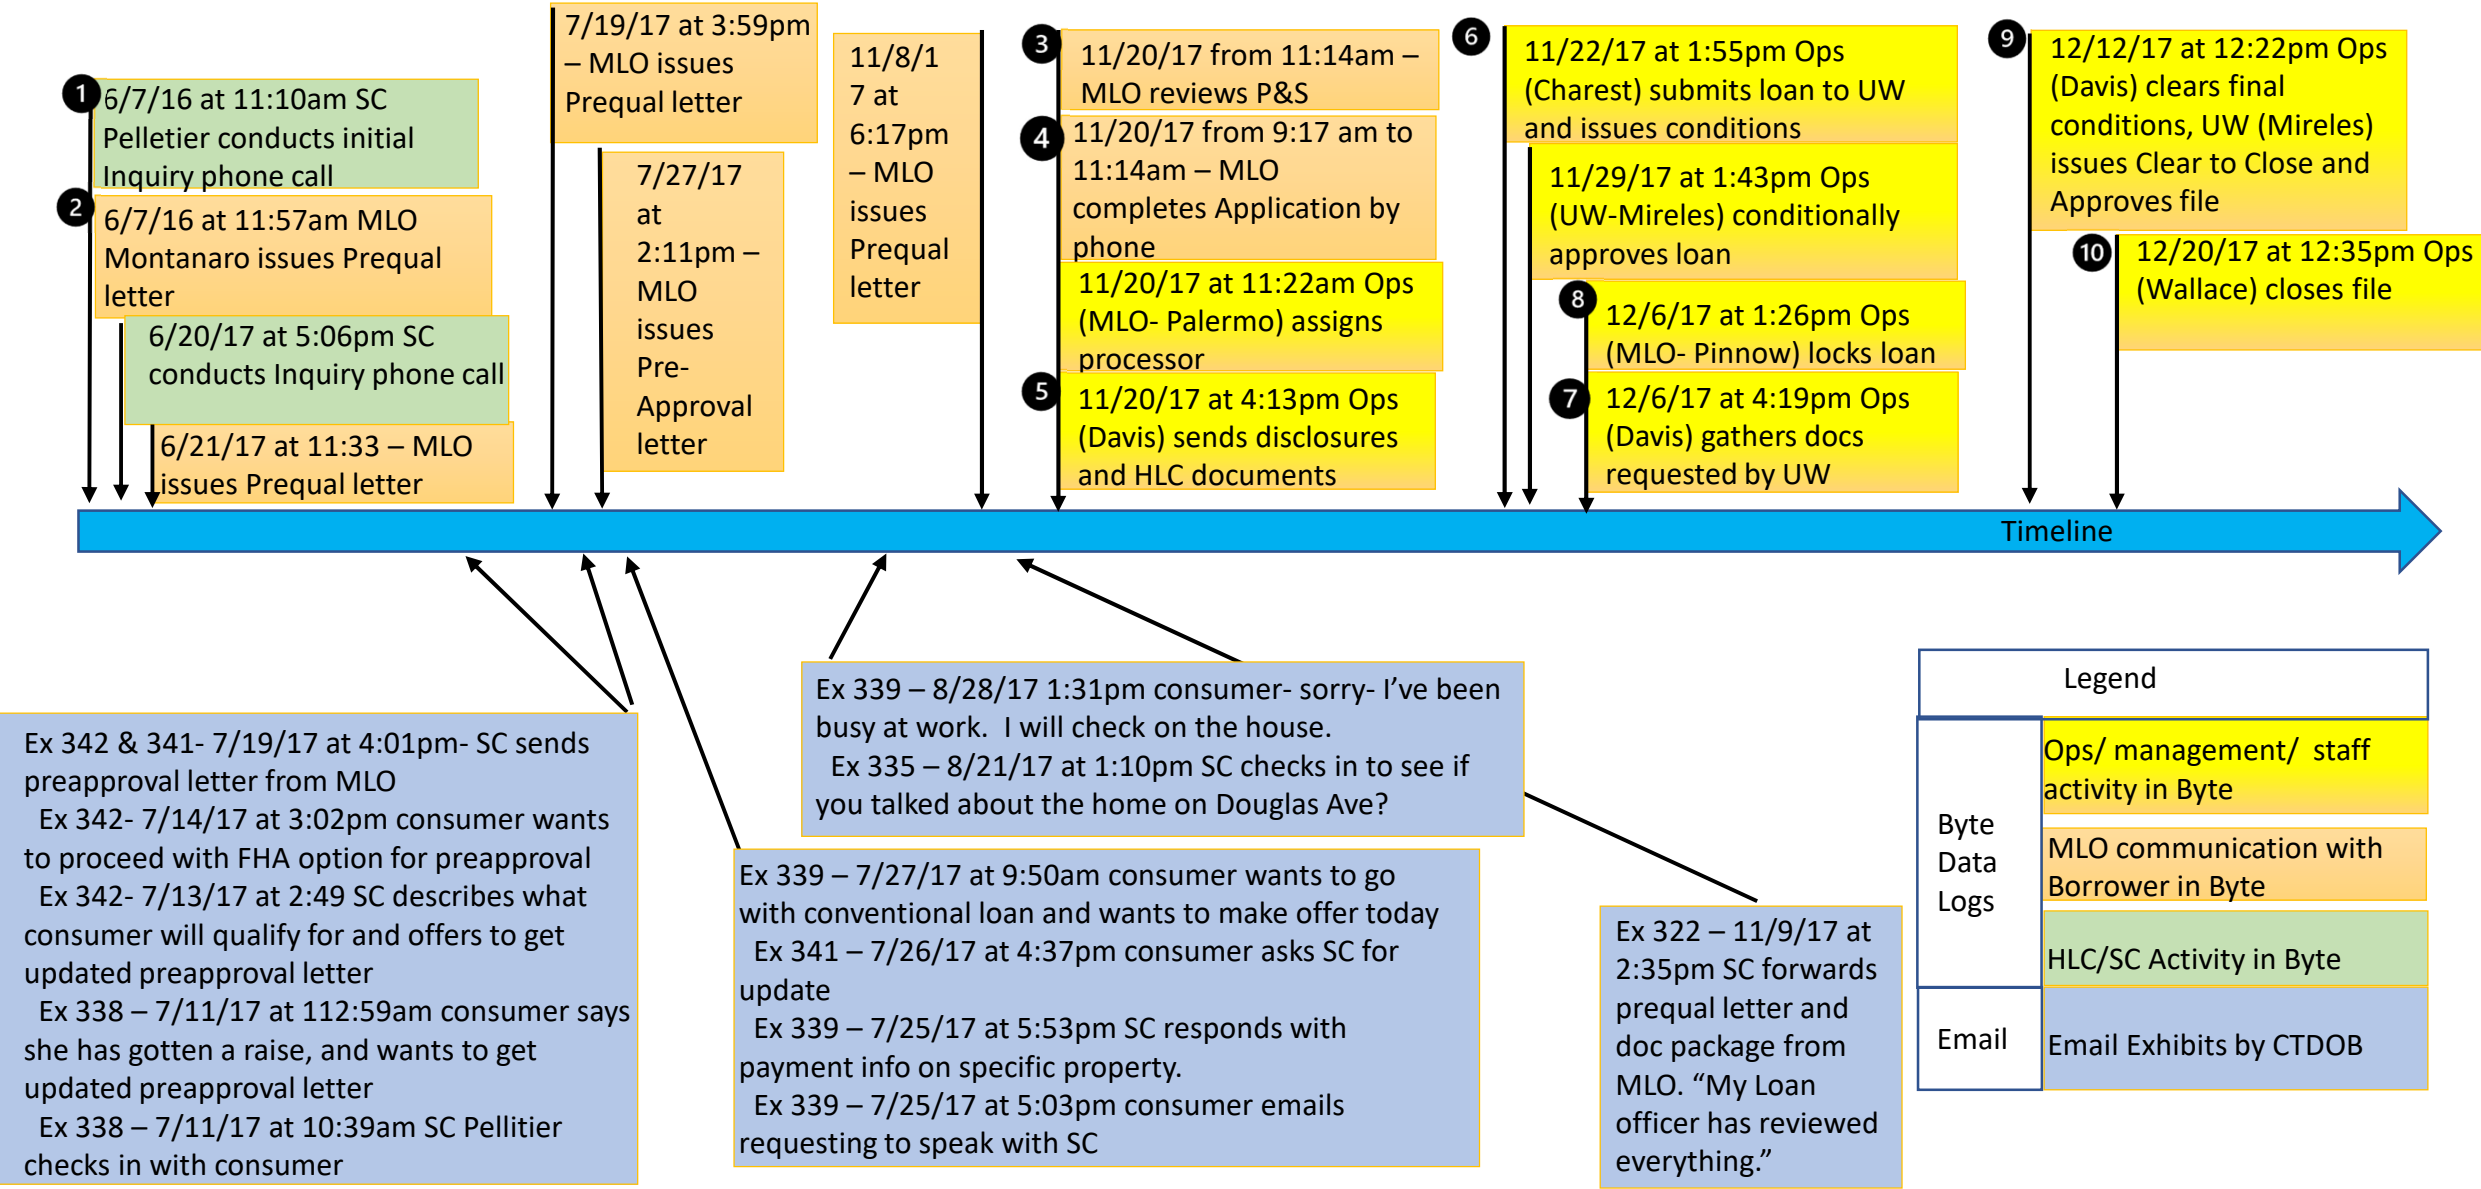 1
6/7/16 at 11:10am SC
Pelletier conducts initial
Inquiry phone call
2
6/7/16 at 11:57am MLO
Montanaro issues Prequal
letter
6/20/17 at 5:06pm SC
conducts Inquiry phone call
6/21/17 at 11:33 – MLO
issues Prequal letter
7/19/17 at 3:59pm
– MLO issues
Prequal letter
7/27/17
at
2:11pm –
MLO
issues
Pre-
Approval
letter
11/8/1
7 at
6:17pm
– MLO
issues
Prequal
letter
3
11/20/17 from 11:14am –
MLO reviews P&S
4
11/20/17 from 9:17 am to
11:14am – MLO
completes Application by
phone
11/20/17 at 11:22am Ops
(MLO- Palermo) assigns
processor
5
11/20/17 at 4:13pm Ops
(Davis) sends disclosures
and HLC documents
6
11/22/17 at 1:55pm Ops
(Charest) submits loan to UW
and issues conditions
11/29/17 at 1:43pm Ops
(UW-Mireles) conditionally
approves loan
8
12/6/17 at 1:26pm Ops
(MLO- Pinnow) locks loan
7
12/6/17 at 4:19pm Ops
(Davis) gathers docs
requested by UW
9
12/12/17 at 12:22pm Ops
(Davis) clears final
conditions, UW (Mireles)
issues Clear to Close and
Approves file
10
12/20/17 at 12:35pm Ops
(Wallace) closes file
Timeline
Ex 342 & 341- 7/19/17 at 4:01pm- SC sends
preapproval letter from MLO
Ex 342- 7/14/17 at 3:02pm consumer wants
to proceed with FHA option for preapproval
Ex 342- 7/13/17 at 2:49 SC describes what
consumer will qualify for and offers to get
updated preapproval letter
Ex 338 – 7/11/17 at 112:59am consumer says
she has gotten a raise, and wants to get
updated preapproval letter
Ex 338 – 7/11/17 at 10:39am SC Pellitier
checks in with consumer
Ex 339 – 8/28/17 1:31pm consumer- sorry- I’ve been
busy at work.  I will check on the house.
Ex 335 – 8/21/17 at 1:10pm SC checks in to see if
you talked about the home on Douglas Ave?
Ex 339 – 7/27/17 at 9:50am consumer wants to go
with conventional loan and wants to make offer today
Ex 341 – 7/26/17 at 4:37pm consumer asks SC for
update
Ex 339 – 7/25/17 at 5:53pm SC responds with
payment info on specific property.
Ex 339 – 7/25/17 at 5:03pm consumer emails
requesting to speak with SC
Ex 322 – 11/9/17 at
2:35pm SC forwards
prequal letter and
doc package from
MLO. “My Loan
officer has reviewed
everything.”
Legend
Byte
Data
Logs
Ops/ management/  staff
activity in Byte
MLO communication with
Borrower in Byte
HLC/SC Activity in Byte
Email
Email Exhibits by CTDOB